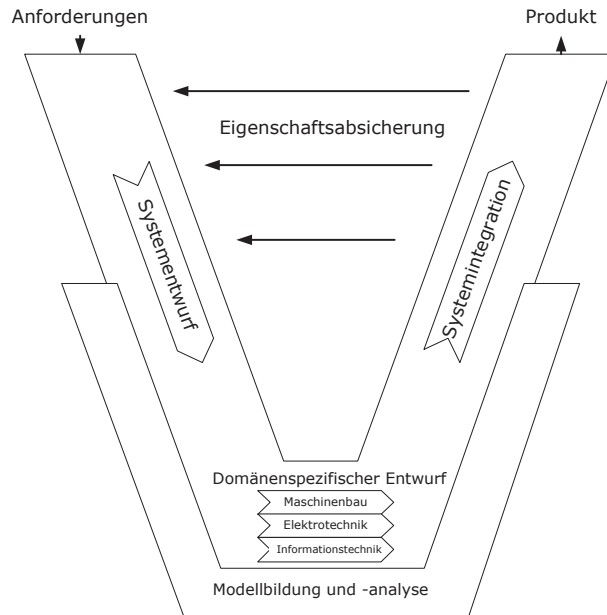 Anforderungen
Produkt
Eigenschaftsabsicherung
Systementwurf
Systemintegration
Domänenspezifischer Entwurf
Maschinenbau
Elektrotechnik
Informationstechnik
Modellbildung und -analyse